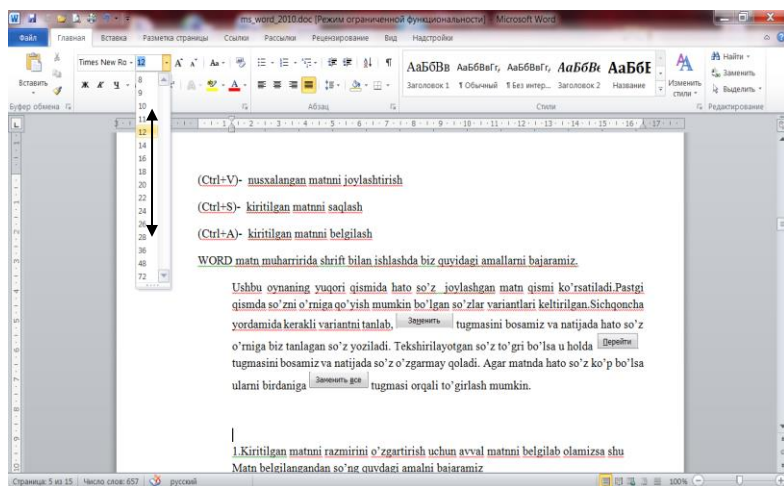 ms_word_2010.doc [Режим ограниченной функциональности] - Microsoft Word
Файл Главная Вставка Разметка страницы Ссылки Рассылки Рецензирование Вид Надстройки
Times New Ro 12
Вставить
Ж К Ч
АаБбВв АаБбВвГг, АаБбВвГг, АаБбВв АаБбЕ
Заголовок 1 ¶ Обычный ¶ Без интер... Заголовок 2 Название
Изменить стили
Найти
Заменить
Выделить
Буфер обмена Абзац Стили Редактирование
8
9
10
11
12
14
16
18
20
22
24
26
28
36
48
72
(Ctrl+V)- nusxalangan matnni joylashtirish
(Ctrl+S)- kiritilgan matnni saqlash
(Ctrl+A)- kiritilgan matnni belgilash
WORD matn muharririda shrift bilan ishlashda biz quyidagi amallarni bajaramiz.
Ushbu oynaning yuqori qismida hato so’z joylashgan matn qismi ko’rsatiladi.Pastgi
qismda so’zni o’rniga qo’yish mumkin bo’lgan so’zlar variantlari keltirilgan.Sichqoncha
yordamida kerakli variantni tanlab, Заменить tugmasini bosamiz va natijada hato so’z
o’rniga biz tanlagan so’z yoziladi. Tekshirilayotgan so’z to’gri bo’lsa u holda Перейти
tugmasini bosamiz va natijada so’z o’zgarmay qoladi. Agar matnda hato so’z ko’p bo’lsa
ularni birdaniga Заменить все tugmasi orqali to’girlash mumkin.
1.Kiritilgan matnni razmirini o’zgartirish uchun avval matnni belgilab olamizsa shu
Matn belgilangandan so’ng quydagi amalni bajaramiz
Страница: 5 из 15 Число слов: 657 русский 100%